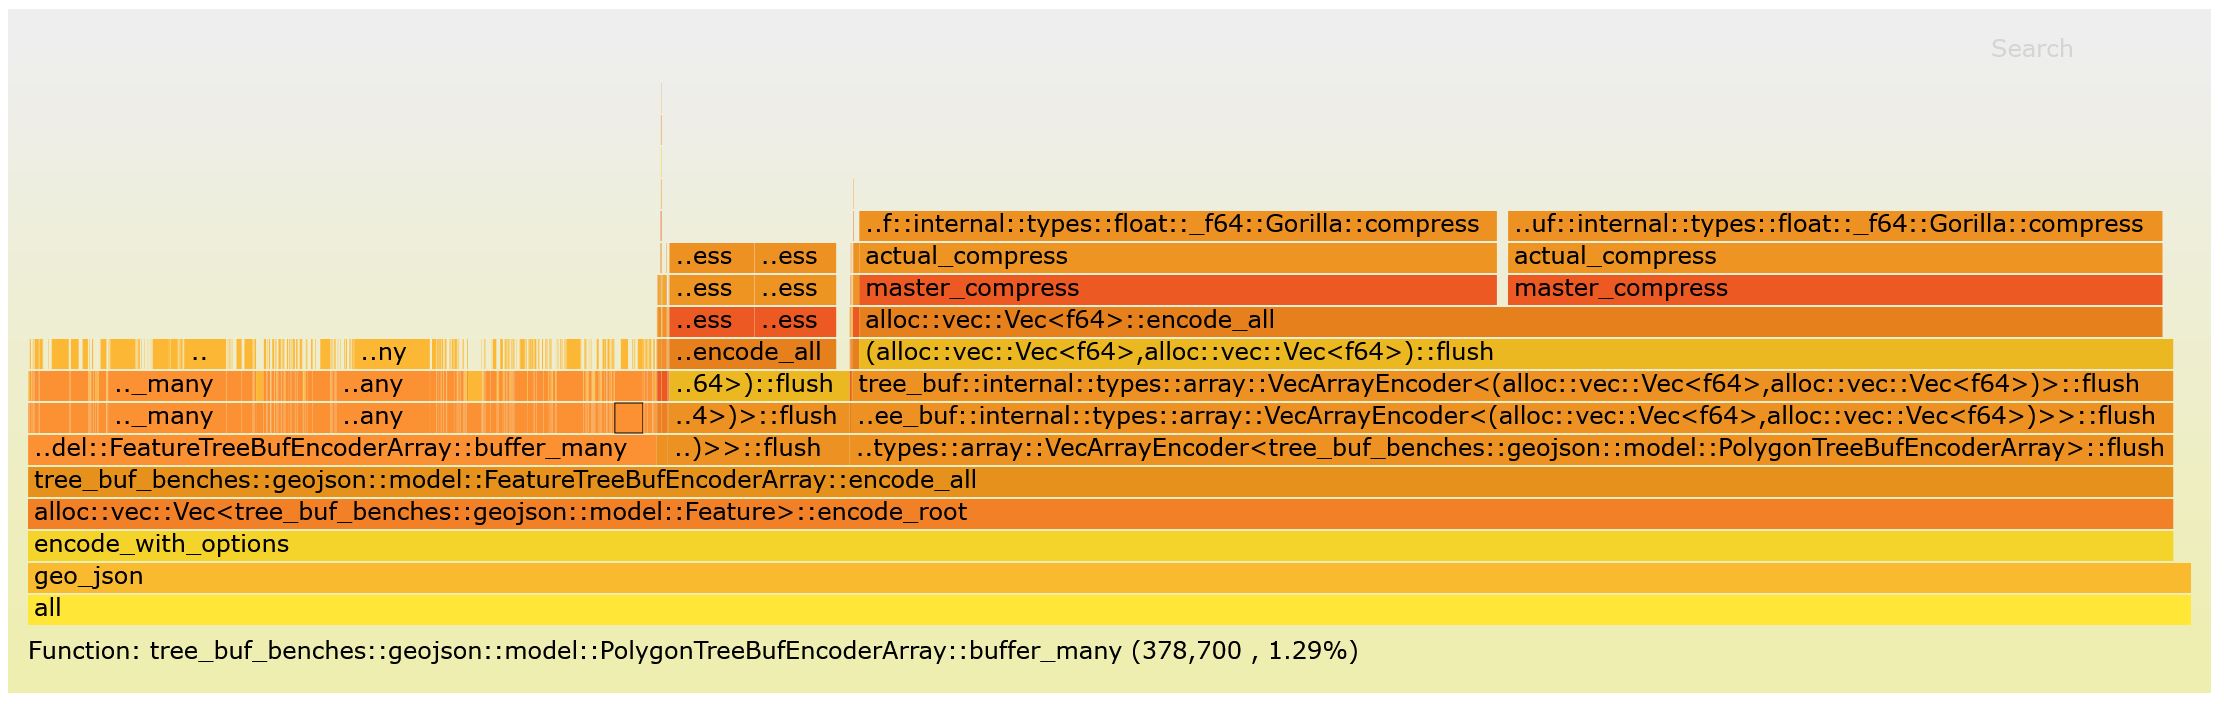 Search
..f::internal::types::float::_f64::Gorilla::compress ..uf::internal::types::float::_f64::Gorilla::compress
..ess ..ess actual_compress actual_compress
..ess ..ess master_compress master_compress
..ess ..ess alloc::vec::Vec<f64>::encode_all
.. ..ny ..encode_all (alloc::vec::Vec<f64>,alloc::vec::Vec<f64>)::flush
.._many ..any ..64>)::flush tree_buf::internal::types::array::VecArrayEncoder<(alloc::vec::Vec<f64>,alloc::vec::Vec<f64>)>::flush
.._many ..any ..4>)>::flush ..ee_buf::internal::types::array::VecArrayEncoder<(alloc::vec::Vec<f64>,alloc::vec::Vec<f64>)>>::flush
..del::FeatureTreeBufEncoderArray::buffer_many ..)>>::flush ..types::array::VecArrayEncoder<tree_buf_benches::geojson::model::PolygonTreeBufEncoderArray>::flush
tree_buf_benches::geojson::model::FeatureTreeBufEncoderArray::encode_all
alloc::vec::Vec<tree_buf_benches::geojson::model::Feature>::encode_root
encode_with_options
geo_json
all
Function: tree_buf_benches::geojson::model::PolygonTreeBufEncoderArray::buffer_many (378,700 , 1.29%)